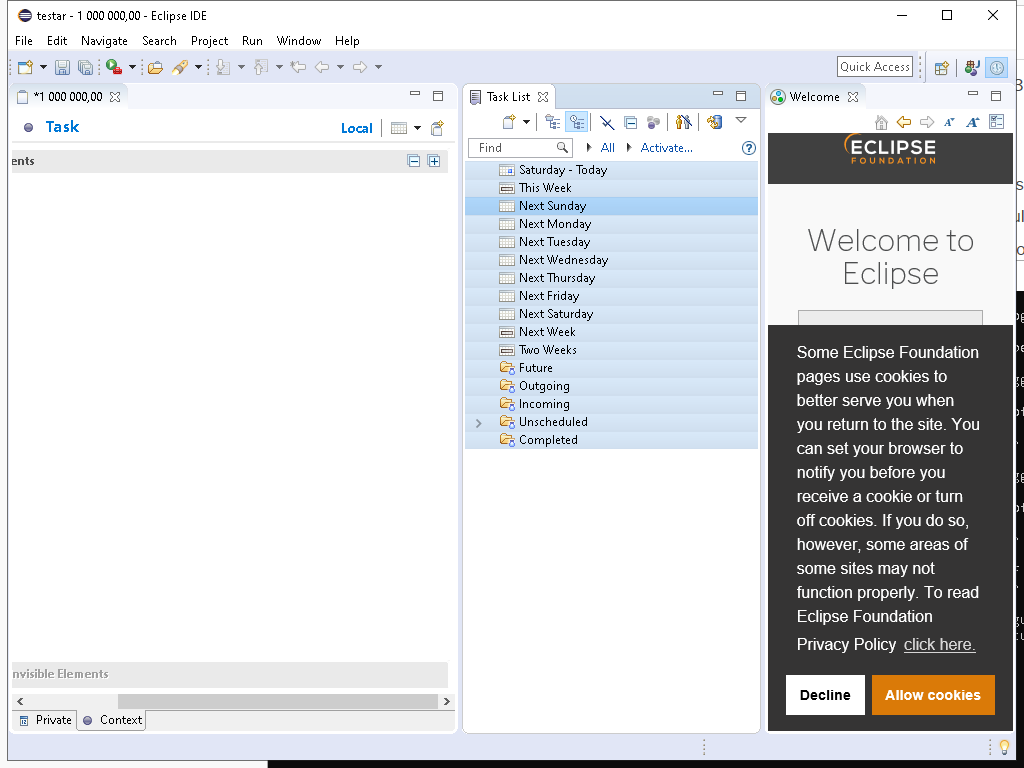 testar - 1 000 000,00 - Eclipse IDE
File Edit Navigate Search Project Run Window Help
Quick Access
*1 000 000,00
Task
Local
ents
nvisible Elements
Private
Context
Task List
Find
All
Activate...
Saturday - Today
This Week
Next Sunday
Next Monday
Next Tuesday
Next Wednesday
Next Thursday
Next Friday
Next Saturday
Next Week
Two Weeks
Future
Outgoing
Incoming
Unscheduled
Completed
Welcome
ECLIPSE
FOUNDATION
Welcome to
Eclipse
Some Eclipse Foundation
pages use cookies to
better serve you when
you return to the site. You
can set your browser to
notify you before you
receive a cookie or turn
off cookies. If you do so,
however, some areas of
some sites may not
function properly. To read
Eclipse Foundation
Privacy Policy click here.
Decline
Allow cookies